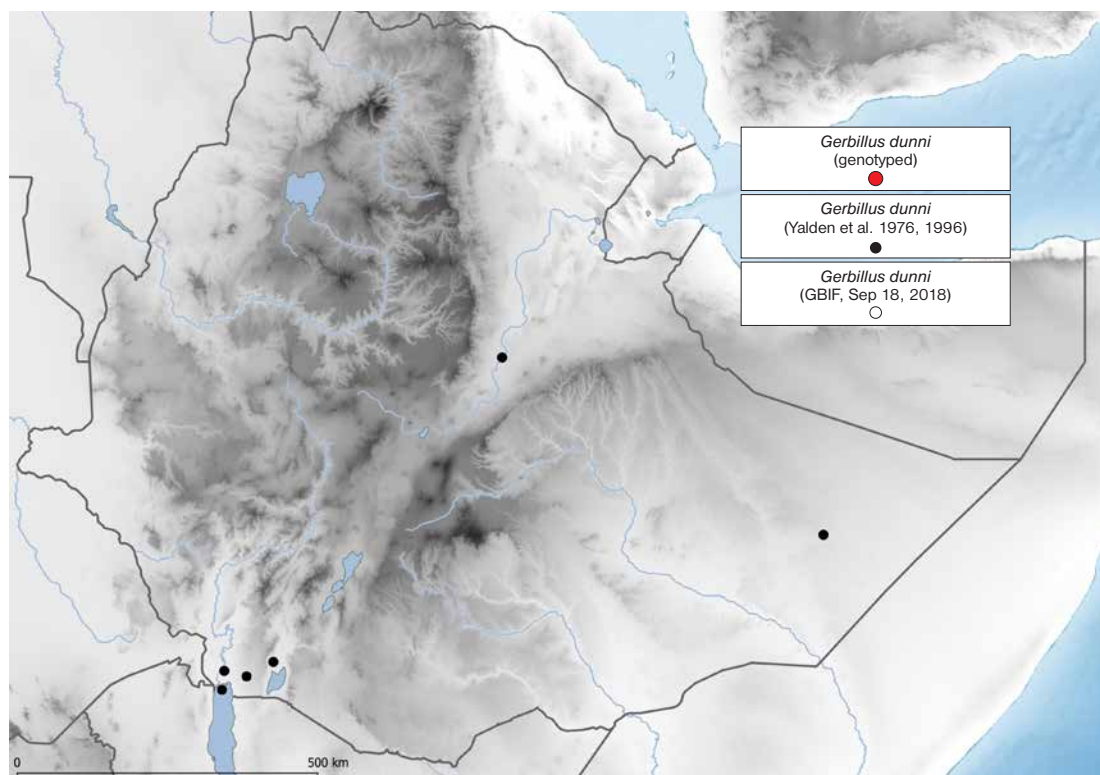 Gerbillus dunni
(genotyped)
Gerbillus dunni
(Yalden et al. 1976, 1996)
Gerbillus dunni
(GBIF, Sep 18, 2018)
0
500 km